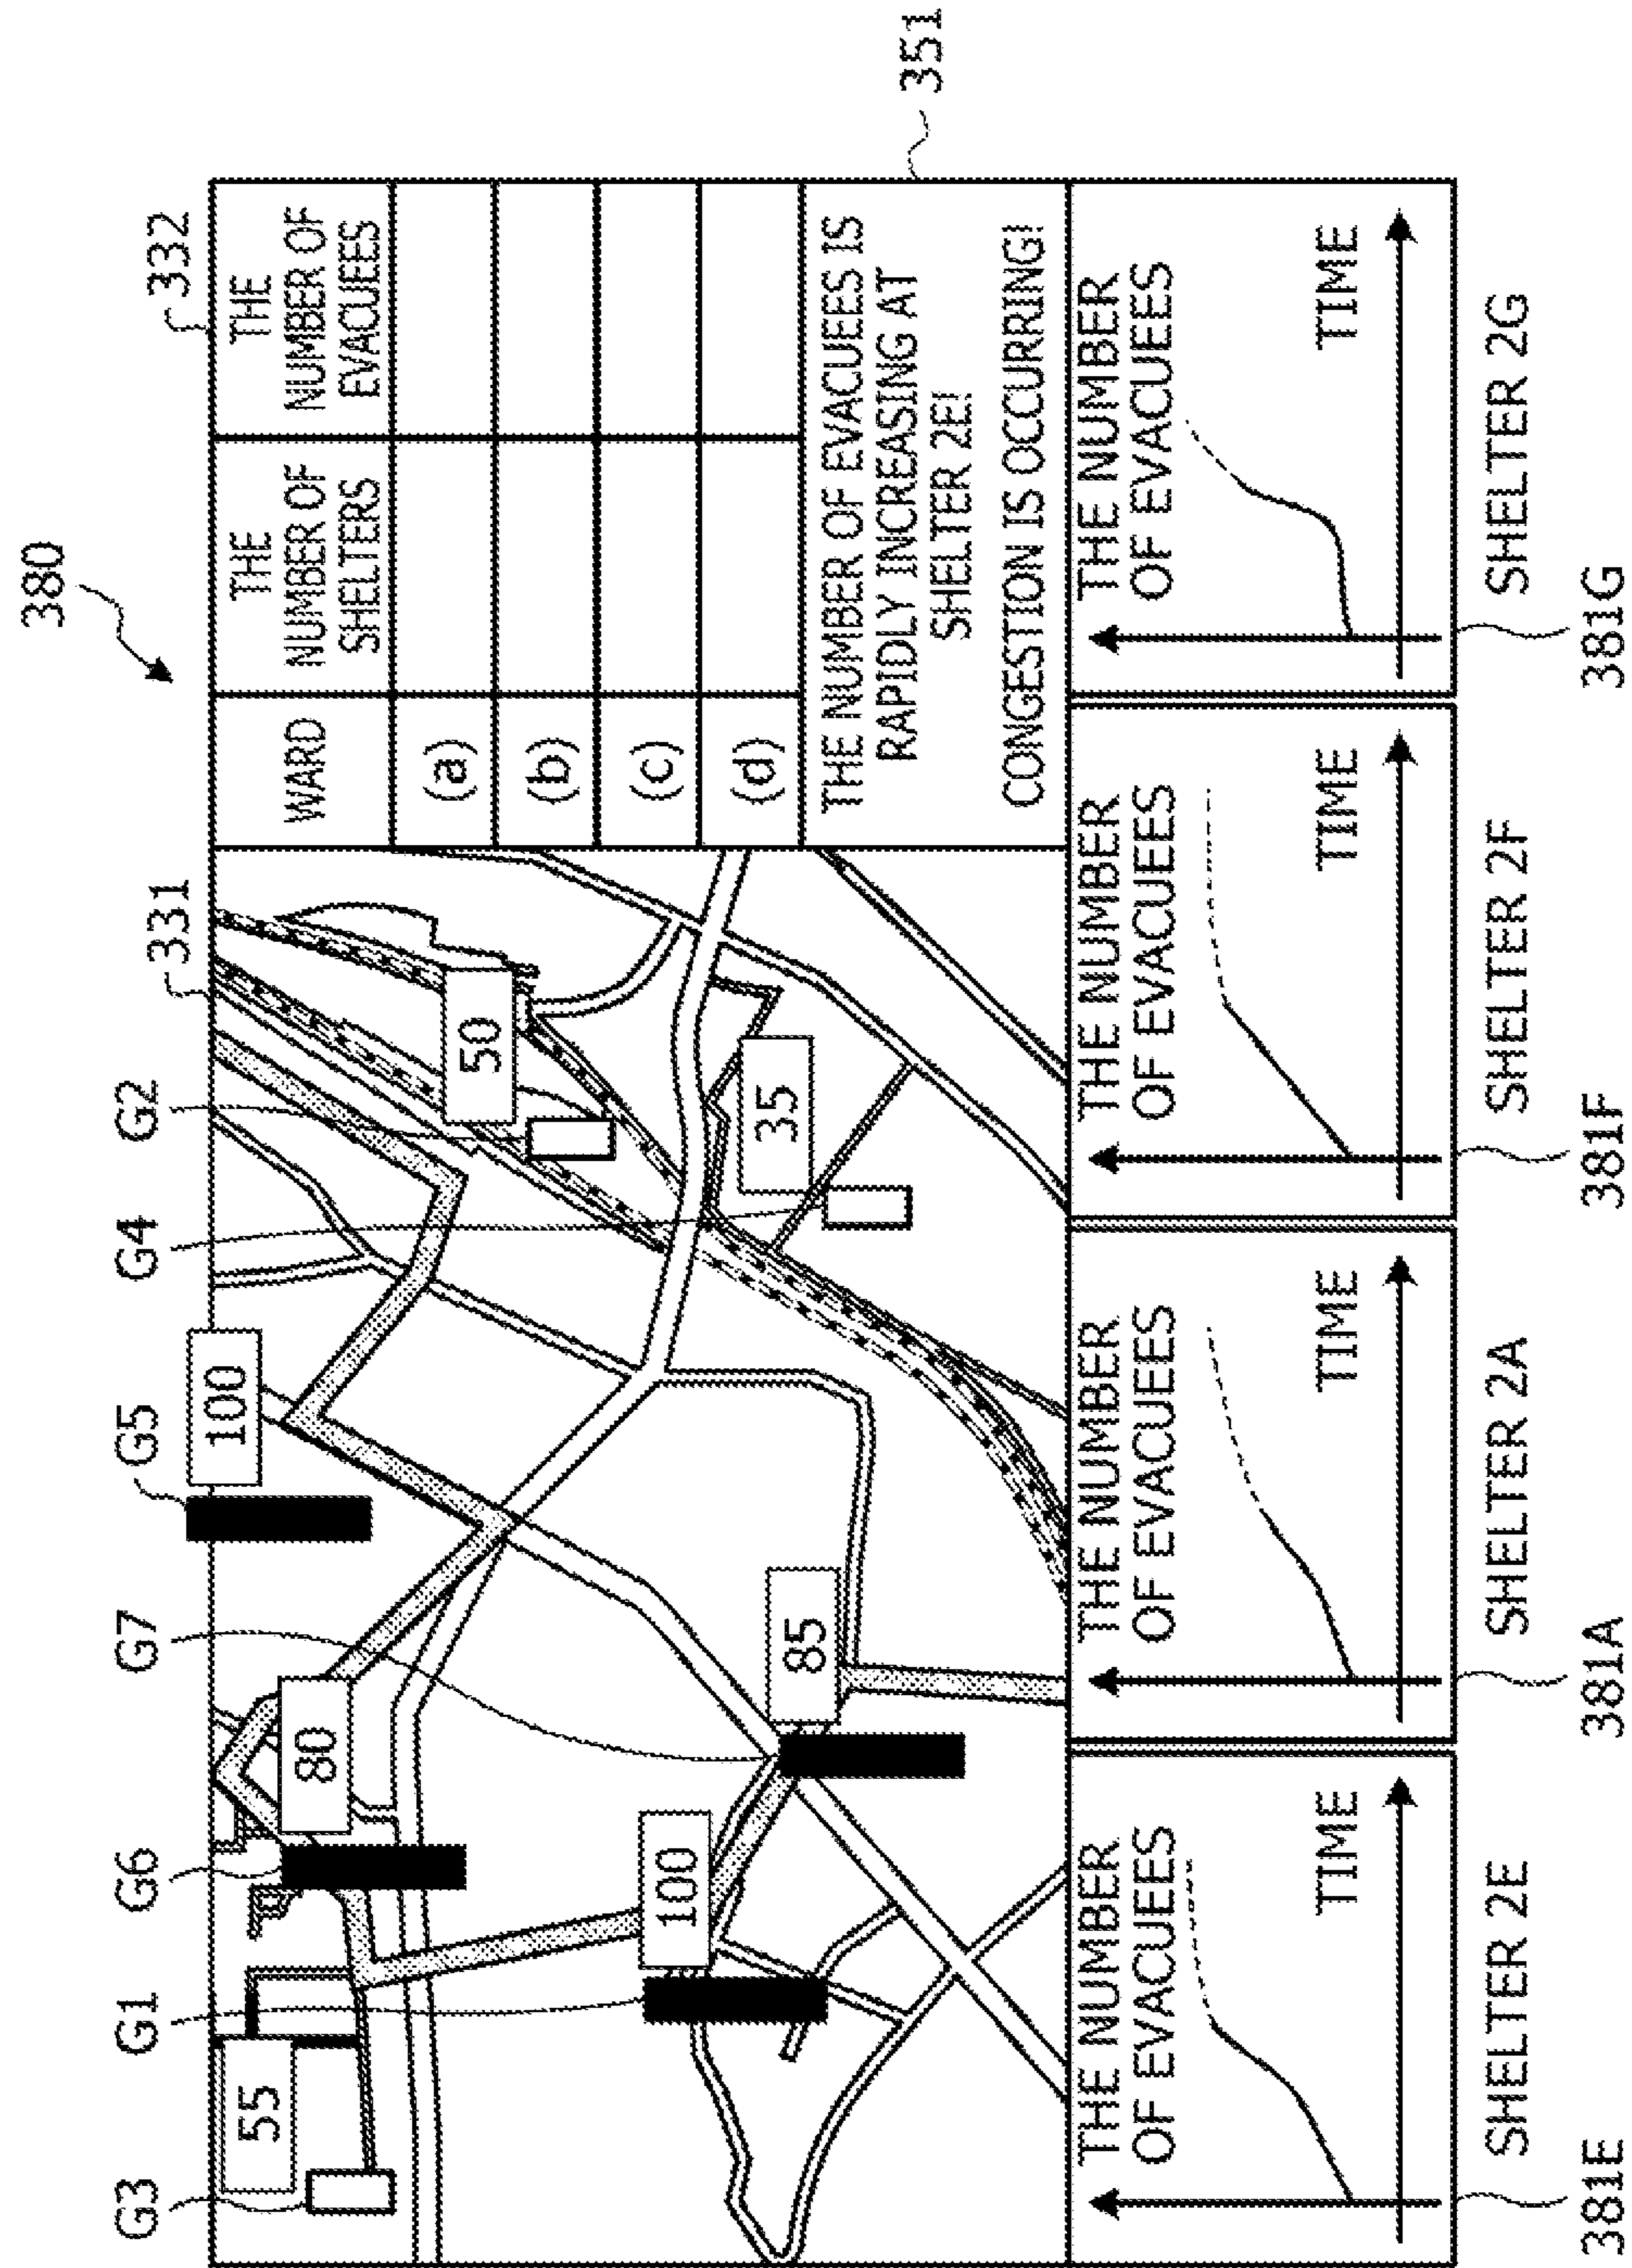 380
G3
G1
G6
G7
G5
G4
G2
331
332
55
80
100
50
100
85
35
WARD
THE
NUMBER OF
SHELTERS
THE
NUMBER OF
EVACUEES
(a)
(b)
(c)
(d)
THE NUMBER OF EVACUEES IS
RAPIDLY INCREASING AT
SHELTER 2E!
CONGESTION IS OCCURRING!
351
THE NUMBER
OF EVACUEES
TIME
THE NUMBER
OF EVACUEES
TIME
THE NUMBER
OF EVACUEES
TIME
THE NUMBER
OF EVACUEES
TIME
SHELTER 2E
SHELTER 2A
SHELTER 2F
SHELTER 2G
381E
381A
381F
381G